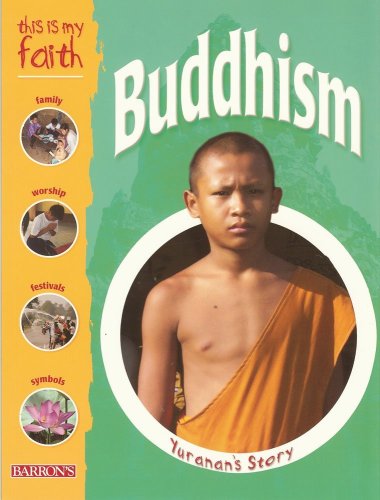 this is my
faith
family
worship
festivals
symbols
BARRON'S
Buddhism
Yuranan's Story